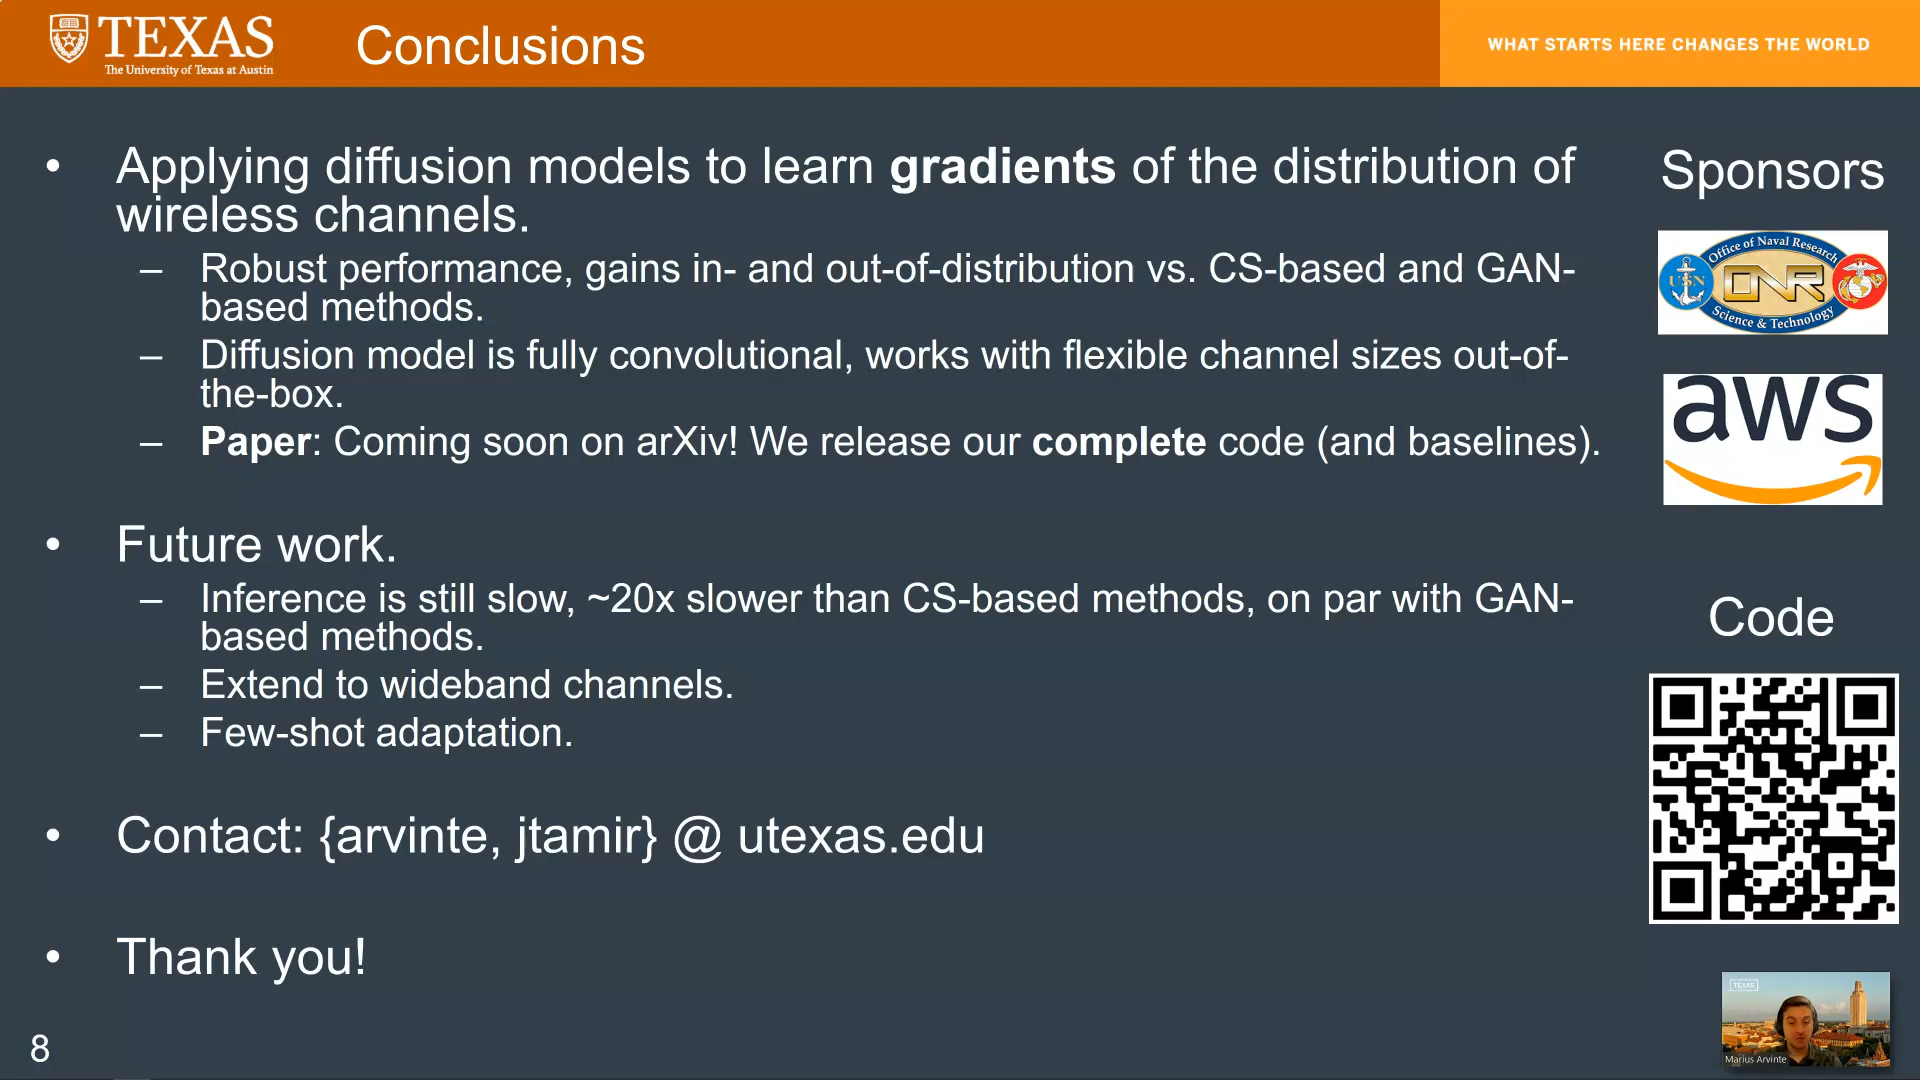 TEXAS
The University of Texas at Austin
Conclusions
WHAT STARTS HERE CHANGES THE WORLD
• Applying diffusion models to learn gradients of the distribution of
wireless channels.
– Robust performance, gains in- and out-of-distribution vs. CS-based and GAN-
based methods.
– Diffusion model is fully convolutional, works with flexible channel sizes out-of-
the-box.
– Paper: Coming soon on arXiv! We release our complete code (and baselines).
• Future work.
– Inference is still slow, ~20x slower than CS-based methods, on par with GAN-
based methods.
– Extend to wideband channels.
– Few-shot adaptation.
• Contact: {arvinte, jtamir} @ utexas.edu
• Thank you!
8
Sponsors
Office of Naval Research
USN
ONR
Science & Technology
aws
Code
TEXAS
Marius Arvinte